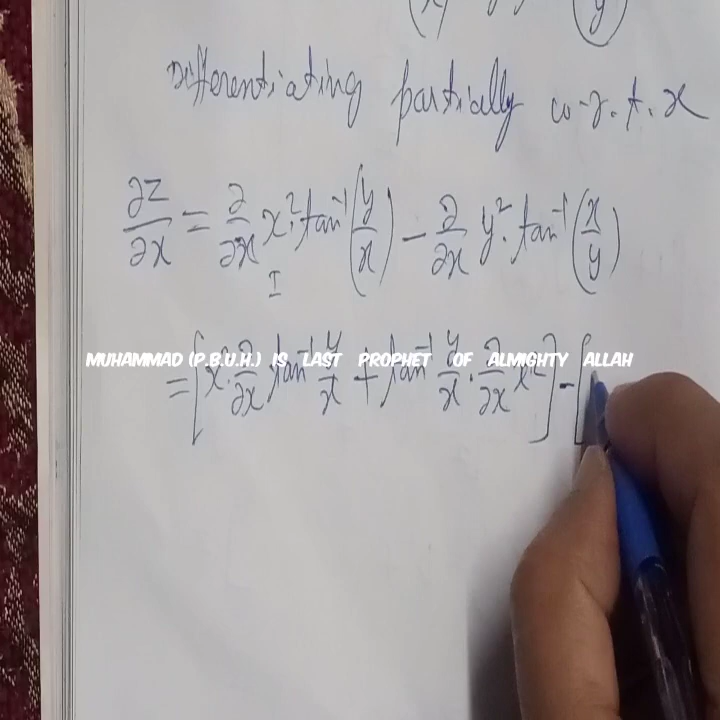 (x) y (y)
Differentiating partially w.r.t. x
∂z/∂x = ∂/∂x x². tan⁻¹(y/x) − ∂/∂x y². tan⁻¹(x/y)
I
= [x². ∂/∂x tan⁻¹ y/x + tan⁻¹ y/x . ∂/∂x x²] − [
MUHAMMAD (P.B.U.H.) IS LAST PROPHET OF ALMIGHTY ALLAH